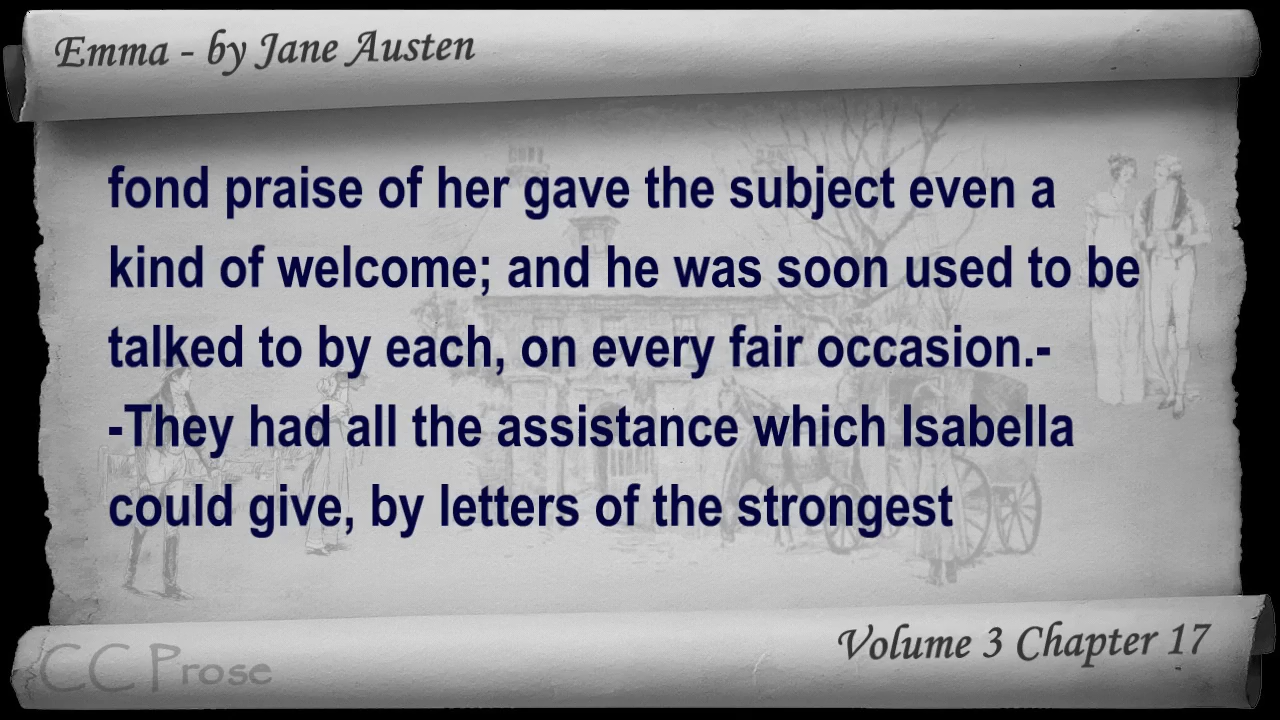 Emma - by Jane Austen
fond praise of her gave the subject even a
kind of welcome; and he was soon used to be
talked to by each, on every fair occasion.-
-They had all the assistance which Isabella
could give, by letters of the strongest
Volume 3 Chapter 17
CC Prose